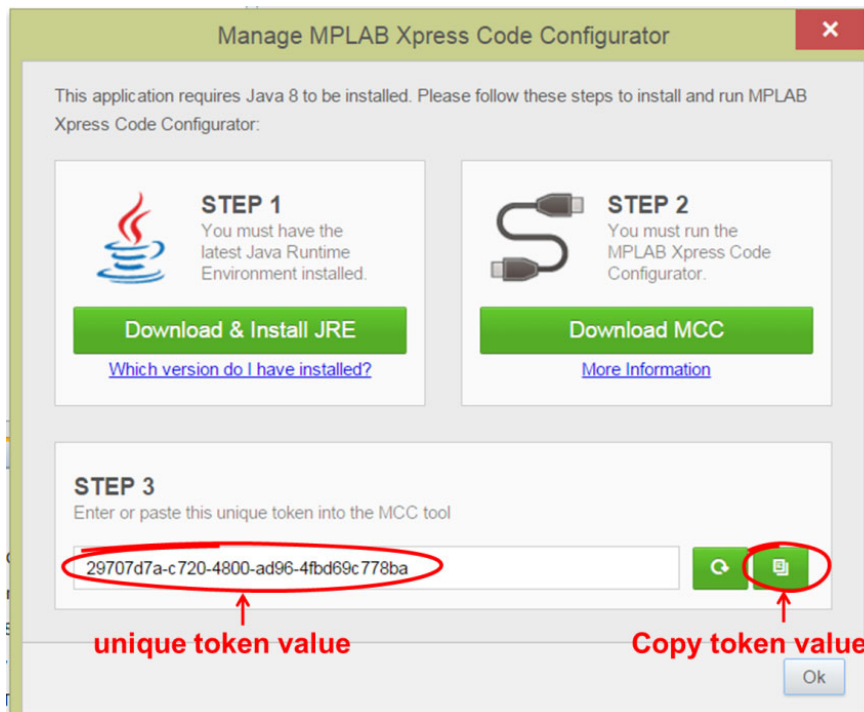 Manage MPLAB Xpress Code Configurator
This application requires Java 8 to be installed. Please follow these steps to install and run MPLAB
Xpress Code Configurator:
STEP 1
You must have the
latest Java Runtime
Environment installed.
Download & Install JRE
Which version do I have installed?
STEP 2
You must run the
MPLAB Xpress Code
Configurator.
Download MCC
More Information
STEP 3
Enter or paste this unique token into the MCC tool
29707d7a-c720-4800-ad96-4fbd69c778ba
unique token value
Copy token value
Ok